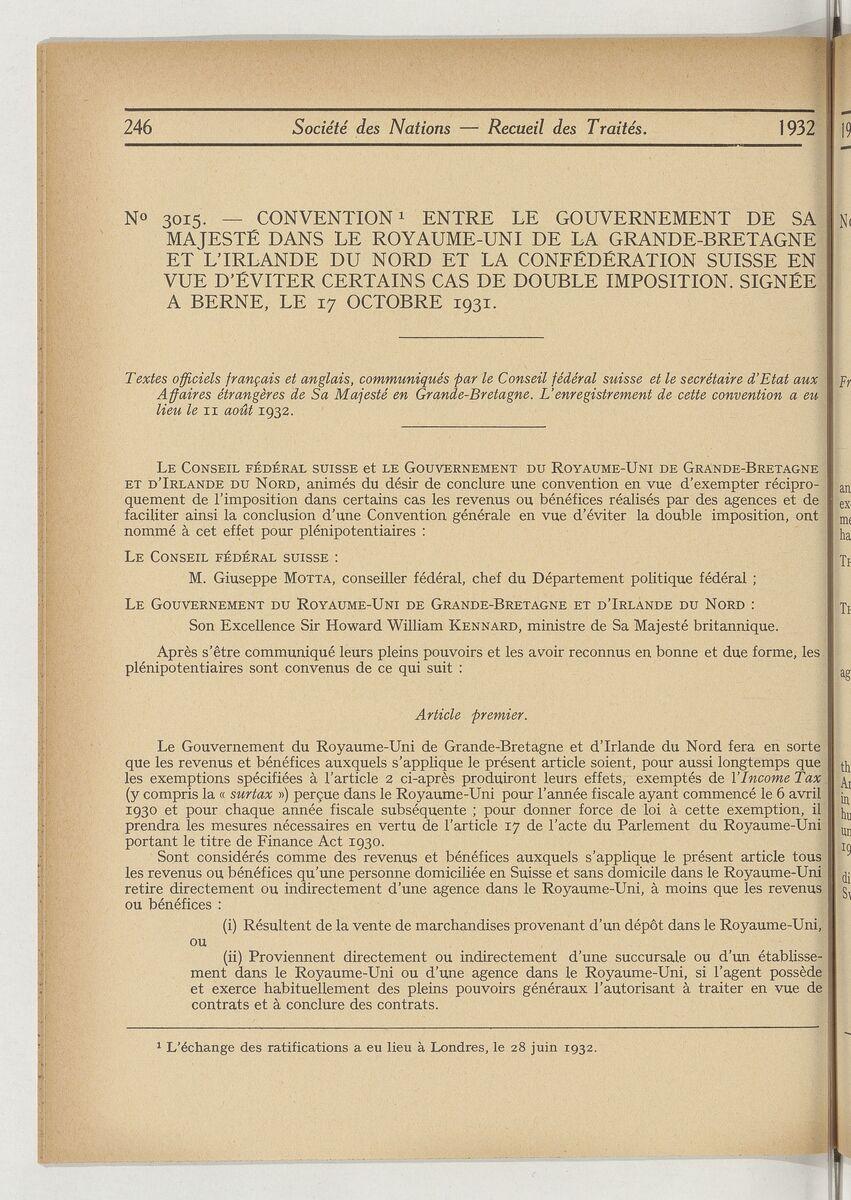 246 Société des Nations — Recueil des Traités. 1932
Nº 3015. — CONVENTION ¹ ENTRE LE GOUVERNEMENT DE SA
MAJESTÉ DANS LE ROYAUME-UNI DE LA GRANDE-BRETAGNE
ET L'IRLANDE DU NORD ET LA CONFÉDÉRATION SUISSE EN
VUE D'ÉVITER CERTAINS CAS DE DOUBLE IMPOSITION. SIGNÉE
A BERNE, LE 17 OCTOBRE 1931.
Textes officiels français et anglais, communiqués par le Conseil fédéral suisse et le secrétaire d'Etat aux
Affaires étrangères de Sa Majesté en Grande-Bretagne. L'enregistrement de cette convention a eu
lieu le 11 août 1932.
LE CONSEIL FÉDÉRAL SUISSE et LE GOUVERNEMENT DU ROYAUME-UNI DE GRANDE-BRETAGNE
ET D'IRLANDE DU NORD, animés du désir de conclure une convention en vue d'exempter récipro-
quement de l'imposition dans certains cas les revenus ou bénéfices réalisés par des agences et de
faciliter ainsi la conclusion d'une Convention générale en vue d'éviter la double imposition, ont
nommé à cet effet pour plénipotentiaires :
LE CONSEIL FÉDÉRAL SUISSE :
M. Giuseppe MOTTA, conseiller fédéral, chef du Département politique fédéral ;
LE GOUVERNEMENT DU ROYAUME-UNI DE GRANDE-BRETAGNE ET D'IRLANDE DU NORD :
Son Excellence Sir Howard William KENNARD, ministre de Sa Majesté britannique.
Après s'être communiqué leurs pleins pouvoirs et les avoir reconnus en bonne et due forme, les
plénipotentiaires sont convenus de ce qui suit :
Article premier.
Le Gouvernement du Royaume-Uni de Grande-Bretagne et d'Irlande du Nord fera en sorte
que les revenus et bénéfices auxquels s'applique le présent article soient, pour aussi longtemps que
les exemptions spécifiées à l'article 2 ci-après produiront leurs effets, exemptés de l'Income Tax
(y compris la « surtax ») perçue dans le Royaume-Uni pour l'année fiscale ayant commencé le 6 avril
1930 et pour chaque année fiscale subséquente ; pour donner force de loi à cette exemption, il
prendra les mesures nécessaires en vertu de l'article 17 de l'acte du Parlement du Royaume-Uni
portant le titre de Finance Act 1930.
Sont considérés comme des revenus et bénéfices auxquels s'applique le présent article tous
les revenus ou bénéfices qu'une personne domiciliée en Suisse et sans domicile dans le Royaume-Uni
retire directement ou indirectement d'une agence dans le Royaume-Uni, à moins que les revenus
ou bénéfices :
(i) Résultent de la vente de marchandises provenant d'un dépôt dans le Royaume-Uni,
ou
(ii) Proviennent directement ou indirectement d'une succursale ou d'un établisse-
ment dans le Royaume-Uni ou d'une agence dans le Royaume-Uni, si l'agent possède
et exerce habituellement des pleins pouvoirs généraux l'autorisant à traiter en vue de
contrats et à conclure des contrats.
¹ L'échange des ratifications a eu lieu à Londres, le 28 juin 1932.